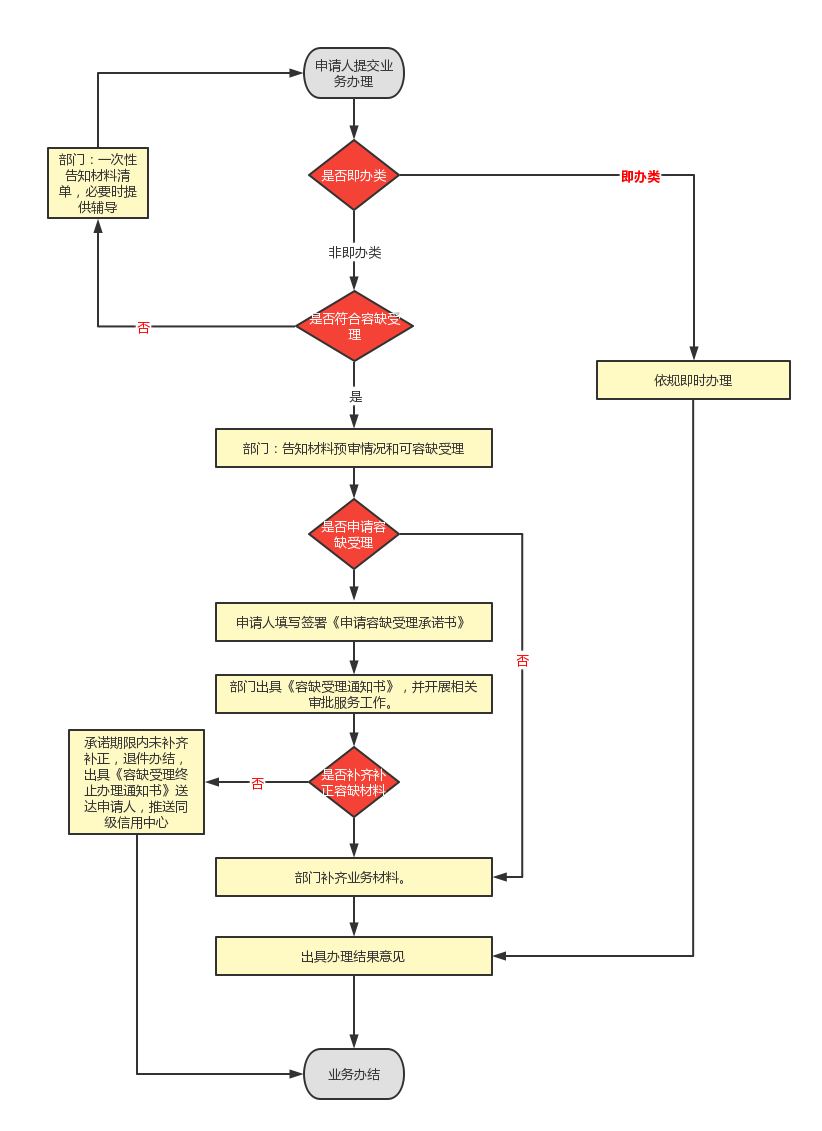 申请人提交业
务办理
部门：一次性
告知材料清
单，必要时提
供辅导
是否即办类
即办类
非即办类
是否符合容缺受
理
否
依规即时办理
是
部门：告知材料预审情况和可容缺受理
是否申请容
缺受理
申请人填写签署《申请容缺受理承诺书》
否
部门出具《容缺受理通知书》，并开展相关
审批服务工作。
承诺期限内未补齐
补正，退件办结，
出具《容缺受理终
止办理通知书》送
达申请人，推送同
级信用中心
否
是否补齐补
正容缺材料
部门补齐业务材料。
出具办理结果意见
业务办结